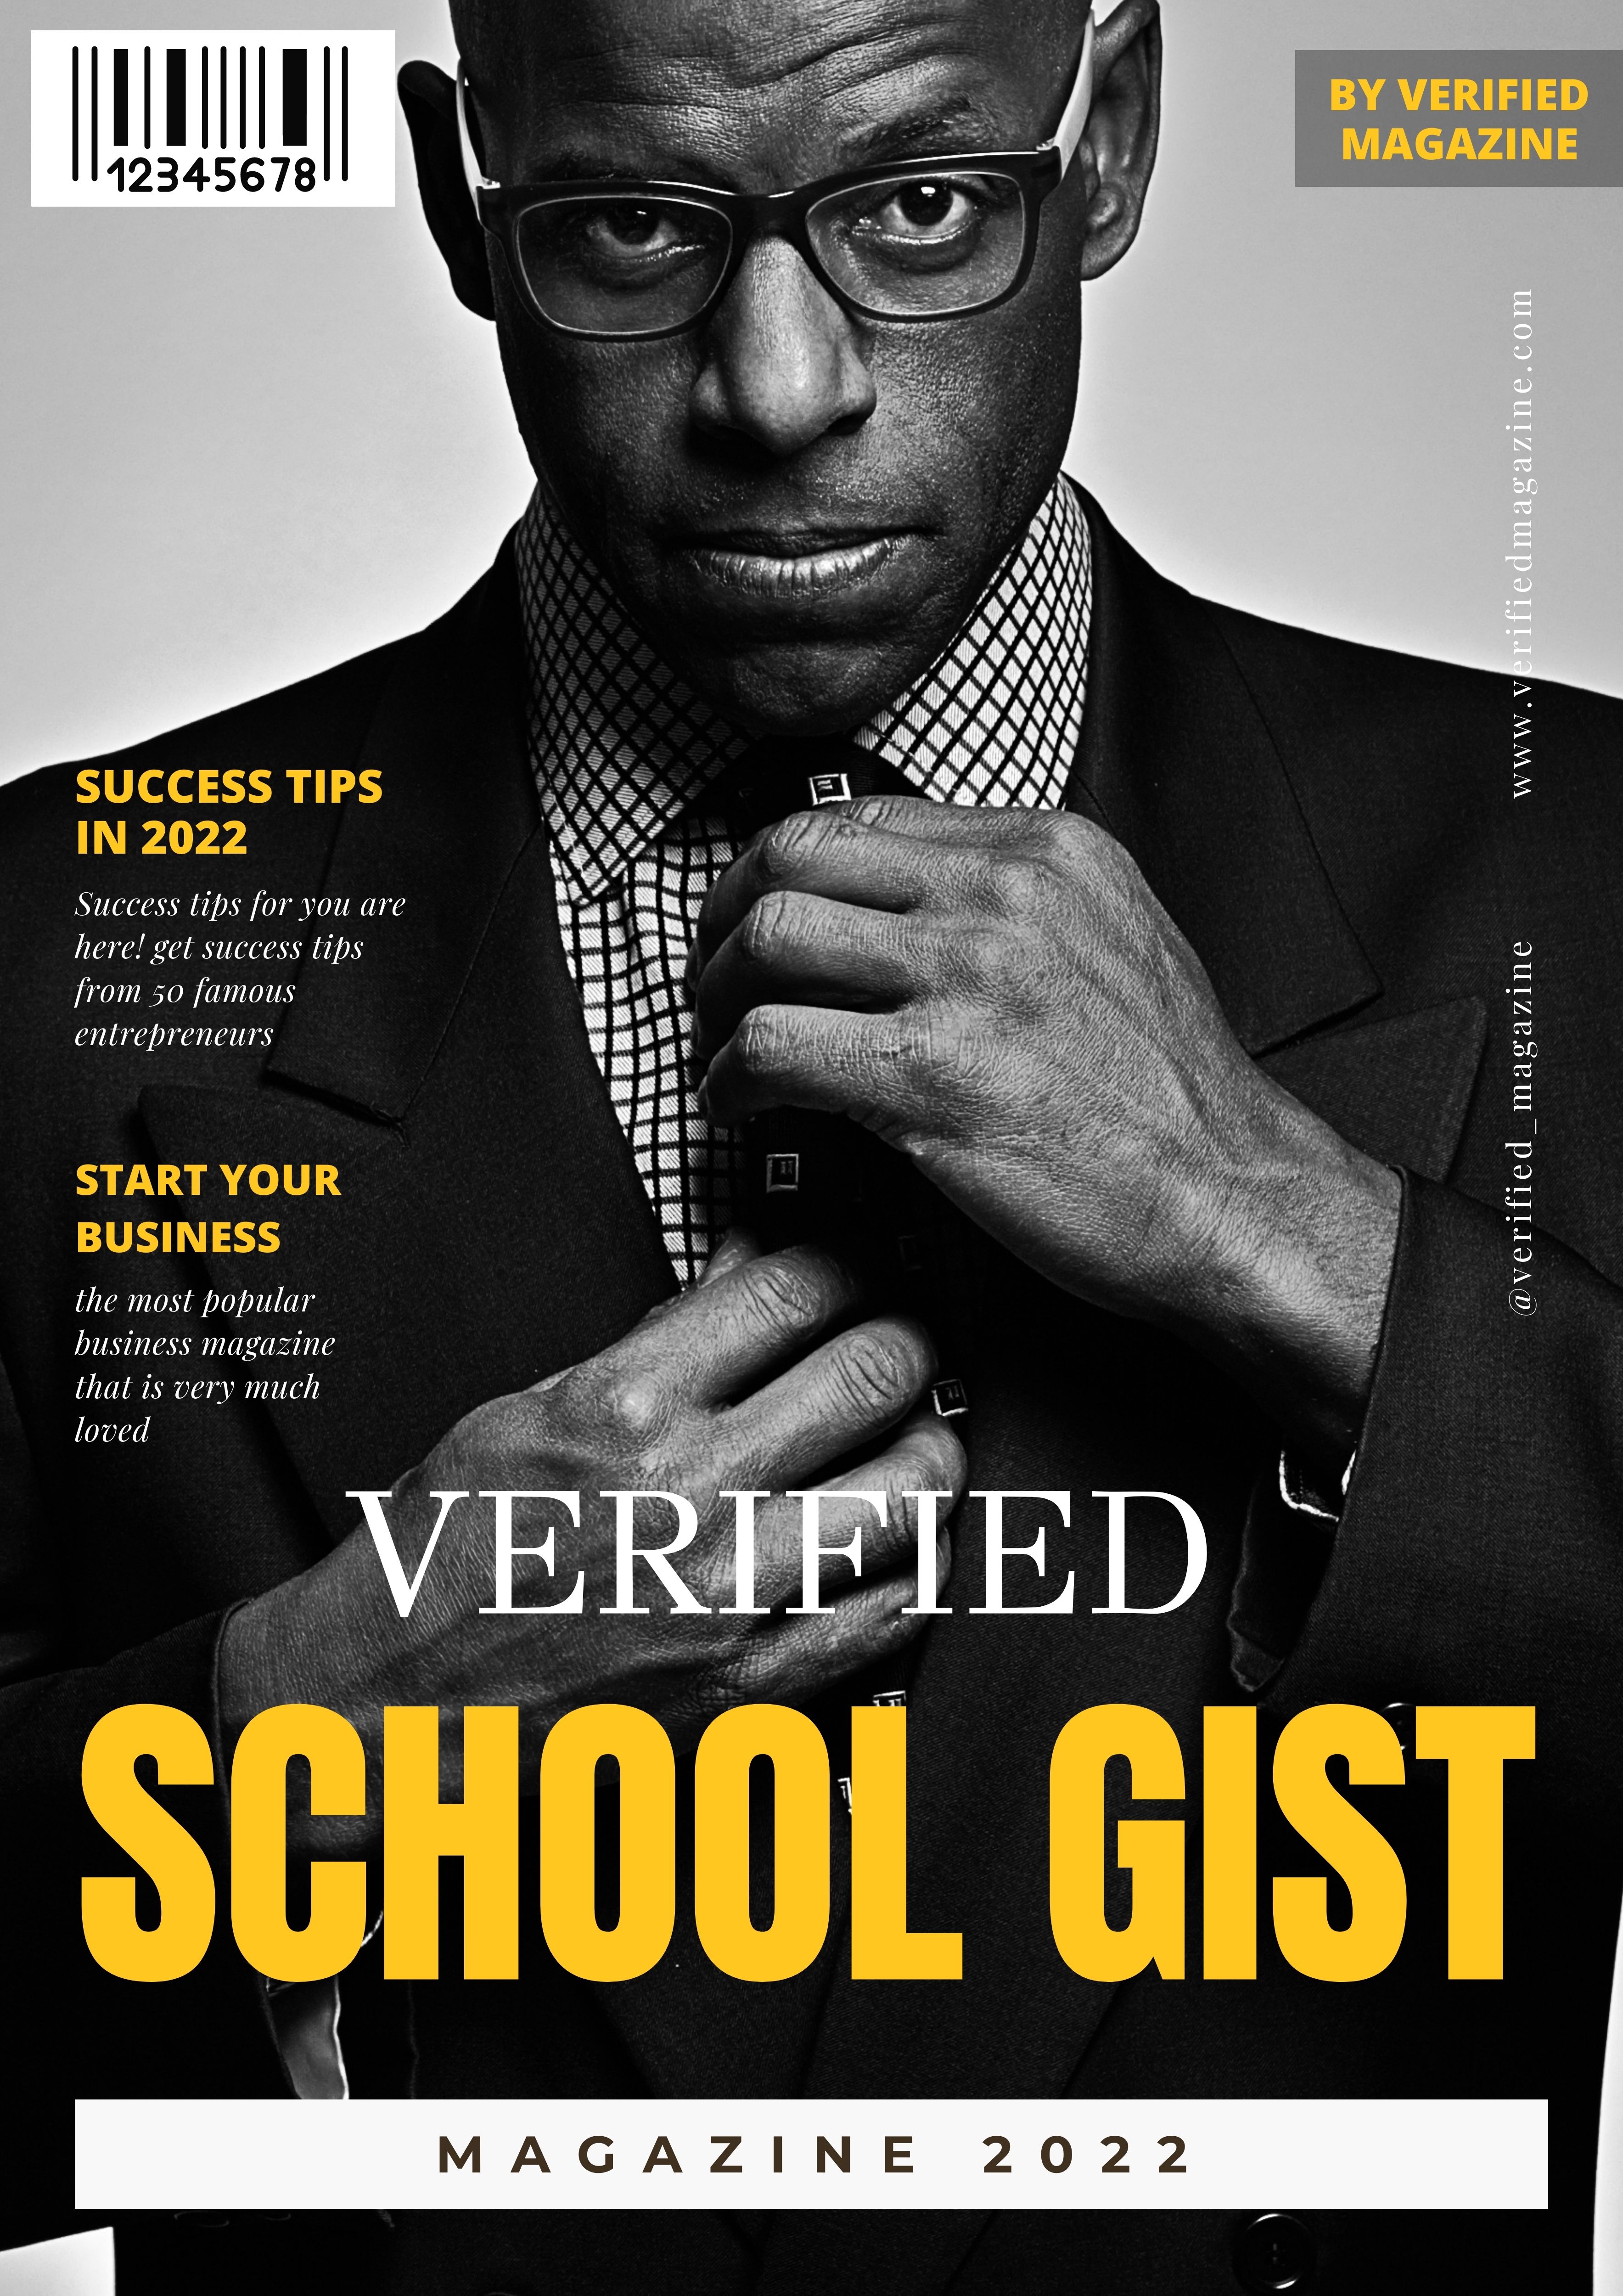 12345678
BY VERIFIED
MAGAZINE
www.verifiedmagazine.com
SUCCESS TIPS
IN 2022
Success tips for you are
here! get success tips
from 50 famous
entrepreneurs
@verified_magazine
START YOUR
BUSINESS
the most popular
business magazine
that is very much
loved
VERIFIED
SCHOOL GIST
MAGAZINE 2022